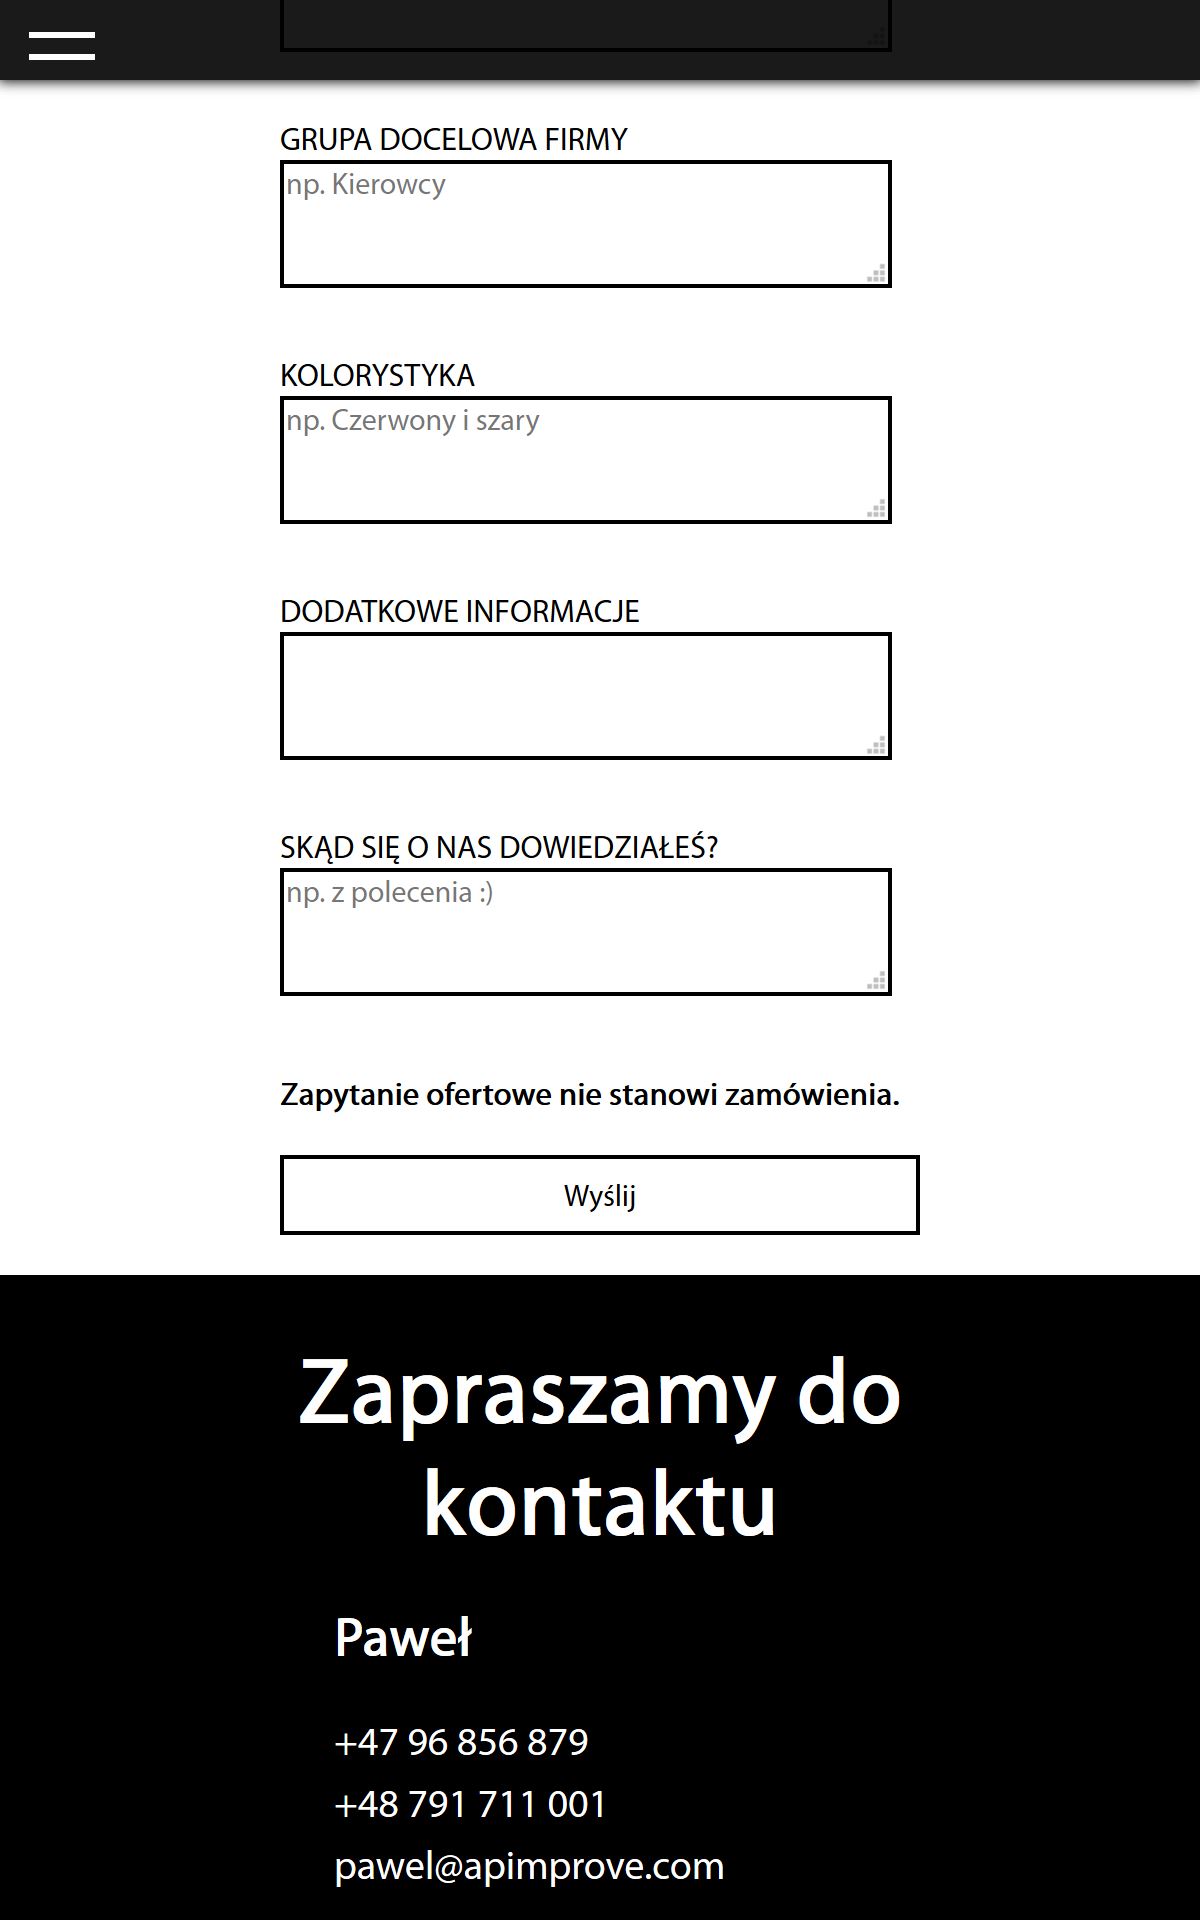 GRUPA DOCELOWA FIRMY
np. Kierowcy
KOLORYSTYKA
np. Czerwony i szary
DODATKOWE INFORMACJE
SKĄD SIĘ O NAS DOWIEDZIAŁEŚ?
np. z polecenia :)
Zapytanie ofertowe nie stanowi zamówienia.
Wyślij
Zapraszamy do
kontaktu
Paweł
+47 96 856 879
+48 791 711 001
pawel@apimprove.com